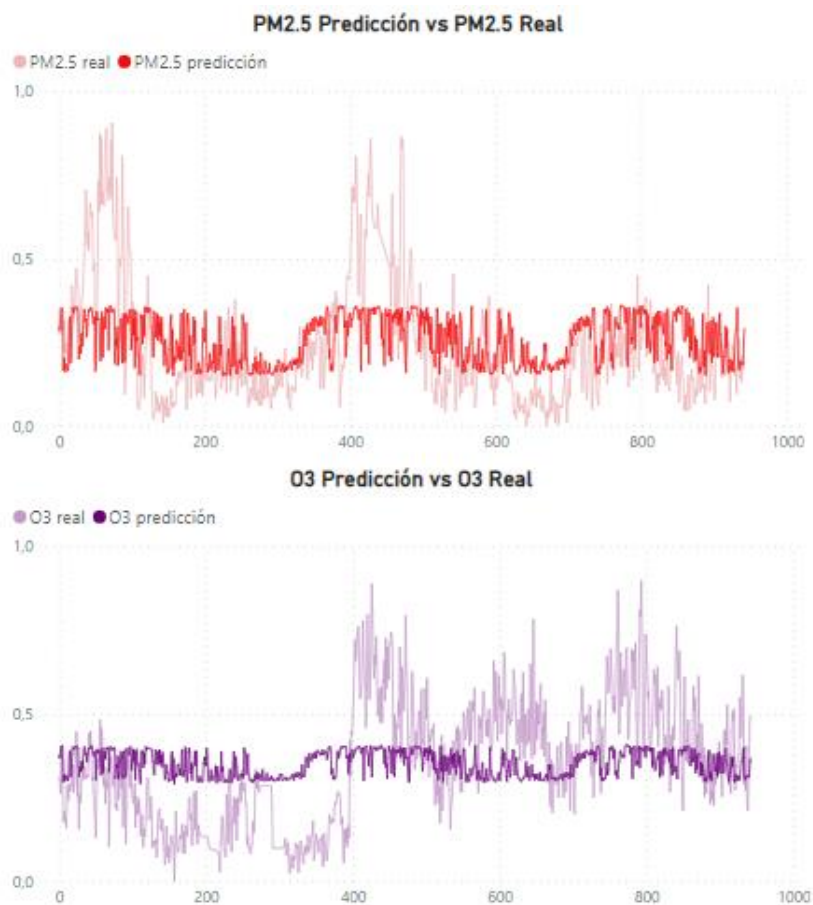 PM2.5 Predicción vs PM2.5 Real
PM2.5 real PM2.5 predicción
1,0
0,5
0,0
0 200 400 600 800 1000
O3 Predicción vs O3 Real
O3 real O3 predicción
1,0
0,5
0,0
0 200 400 600 800 1000